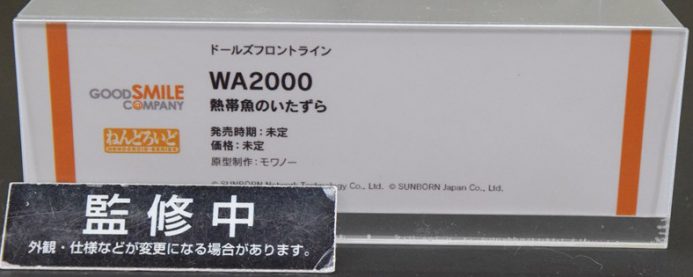 ドールズフロントライン
WA2000
熱帯魚のいたずら
GOOD SMILE
COMPANY
ねんどろいど
NENDOROID SERIES
発売時期：未定
価格：未定
原型制作：モワノー
© SUNBORN Network Technology Co., Ltd. © SUNBORN Japan Co., Ltd.
監修中
外観・仕様などが変更になる場合があります。